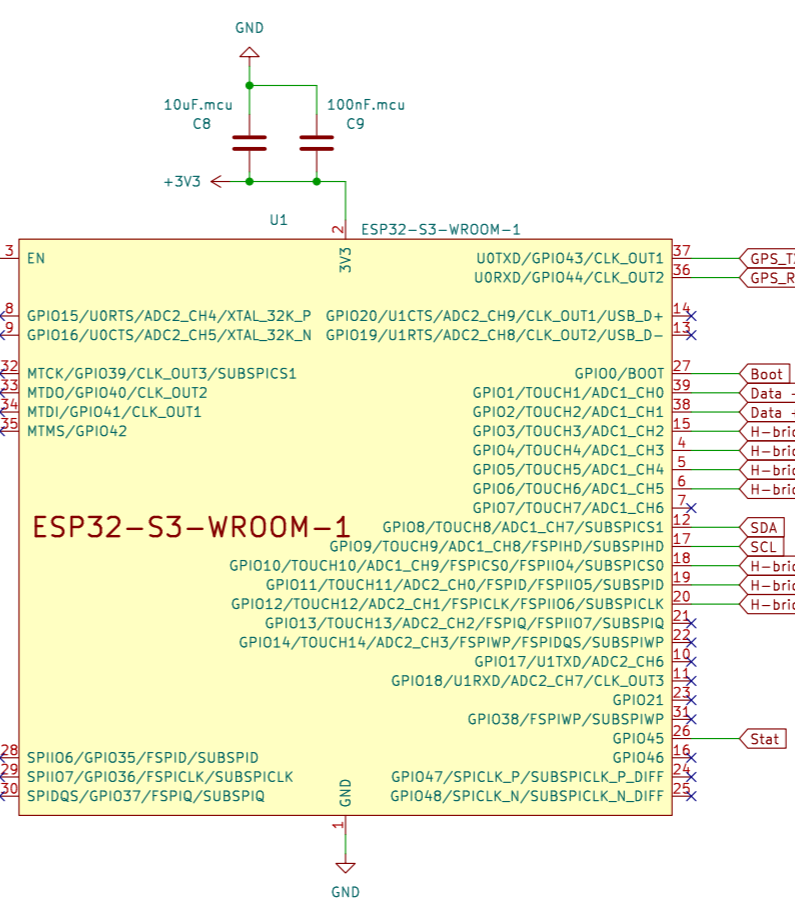 GND
10uF.mcu 100nF.mcu
C8 C9
+3V3
U1 2 ESP32-S3-WROOM-1
3 EN 3V3 U0TXD/GPIO43/CLK_OUT1 37
U0RXD/GPIO44/CLK_OUT2 36
8 GPIO15/U0RTS/ADC2_CH4/XTAL_32K_P GPIO20/U1CTS/ADC2_CH9/CLK_OUT1/USB_D+ 14
9 GPIO16/U0CTS/ADC2_CH5/XTAL_32K_N GPIO19/U1RTS/ADC2_CH8/CLK_OUT2/USB_D- 13
32 MTCK/GPIO39/CLK_OUT3/SUBSPICS1 GPIO0/BOOT 27 Boot
33 MTDO/GPIO40/CLK_OUT2 GPIO1/TOUCH1/ADC1_CH0 39 Data
34 MTDI/GPIO41/CLK_OUT1 GPIO2/TOUCH2/ADC1_CH1 38 Data +
35 MTMS/GPIO42 GPIO3/TOUCH3/ADC1_CH2 15
GPIO4/TOUCH4/ADC1_CH3 4
GPIO5/TOUCH5/ADC1_CH4 5
GPIO6/TOUCH6/ADC1_CH5 6
GPIO7/TOUCH7/ADC1_CH6 7
ESP32-S3-WROOM-1 GPIO8/TOUCH8/ADC1_CH7/SUBSPICS1 12 SDA
GPIO9/TOUCH9/ADC1_CH8/FSPIHD/SUBSPIHD 17 SCL
GPIO10/TOUCH10/ADC1_CH9/FSPICS0/FSPIIO4/SUBSPICS0 18
GPIO11/TOUCH11/ADC2_CH0/FSPID/FSPIIO5/SUBSPID 19
GPIO12/TOUCH12/ADC2_CH1/FSPICLK/FSPIIO6/SUBSPICLK 20
GPIO13/TOUCH13/ADC2_CH2/FSPIQ/FSPIIO7/SUBSPIQ 21
GPIO14/TOUCH14/ADC2_CH3/FSPIWP/FSPIDQS/SUBSPIWP 22
GPIO17/U1TXD/ADC2_CH6 10
GPIO18/U1RXD/ADC2_CH7/CLK_OUT3 11
GPIO21 23
GPIO38/FSPIWP/SUBSPIWP 31
GPIO45 26 Stat
28 SPIIO6/GPIO35/FSPID/SUBSPID GPIO46 16
29 SPIIO7/GPIO36/FSPICLK/SUBSPICLK GPIO47/SPICLK_P/SUBSPICLK_P_DIFF 24
30 SPIDQS/GPIO37/FSPIQ/SUBSPIQ GND GPIO48/SPICLK_N/SUBSPICLK_N_DIFF 25
1
GND